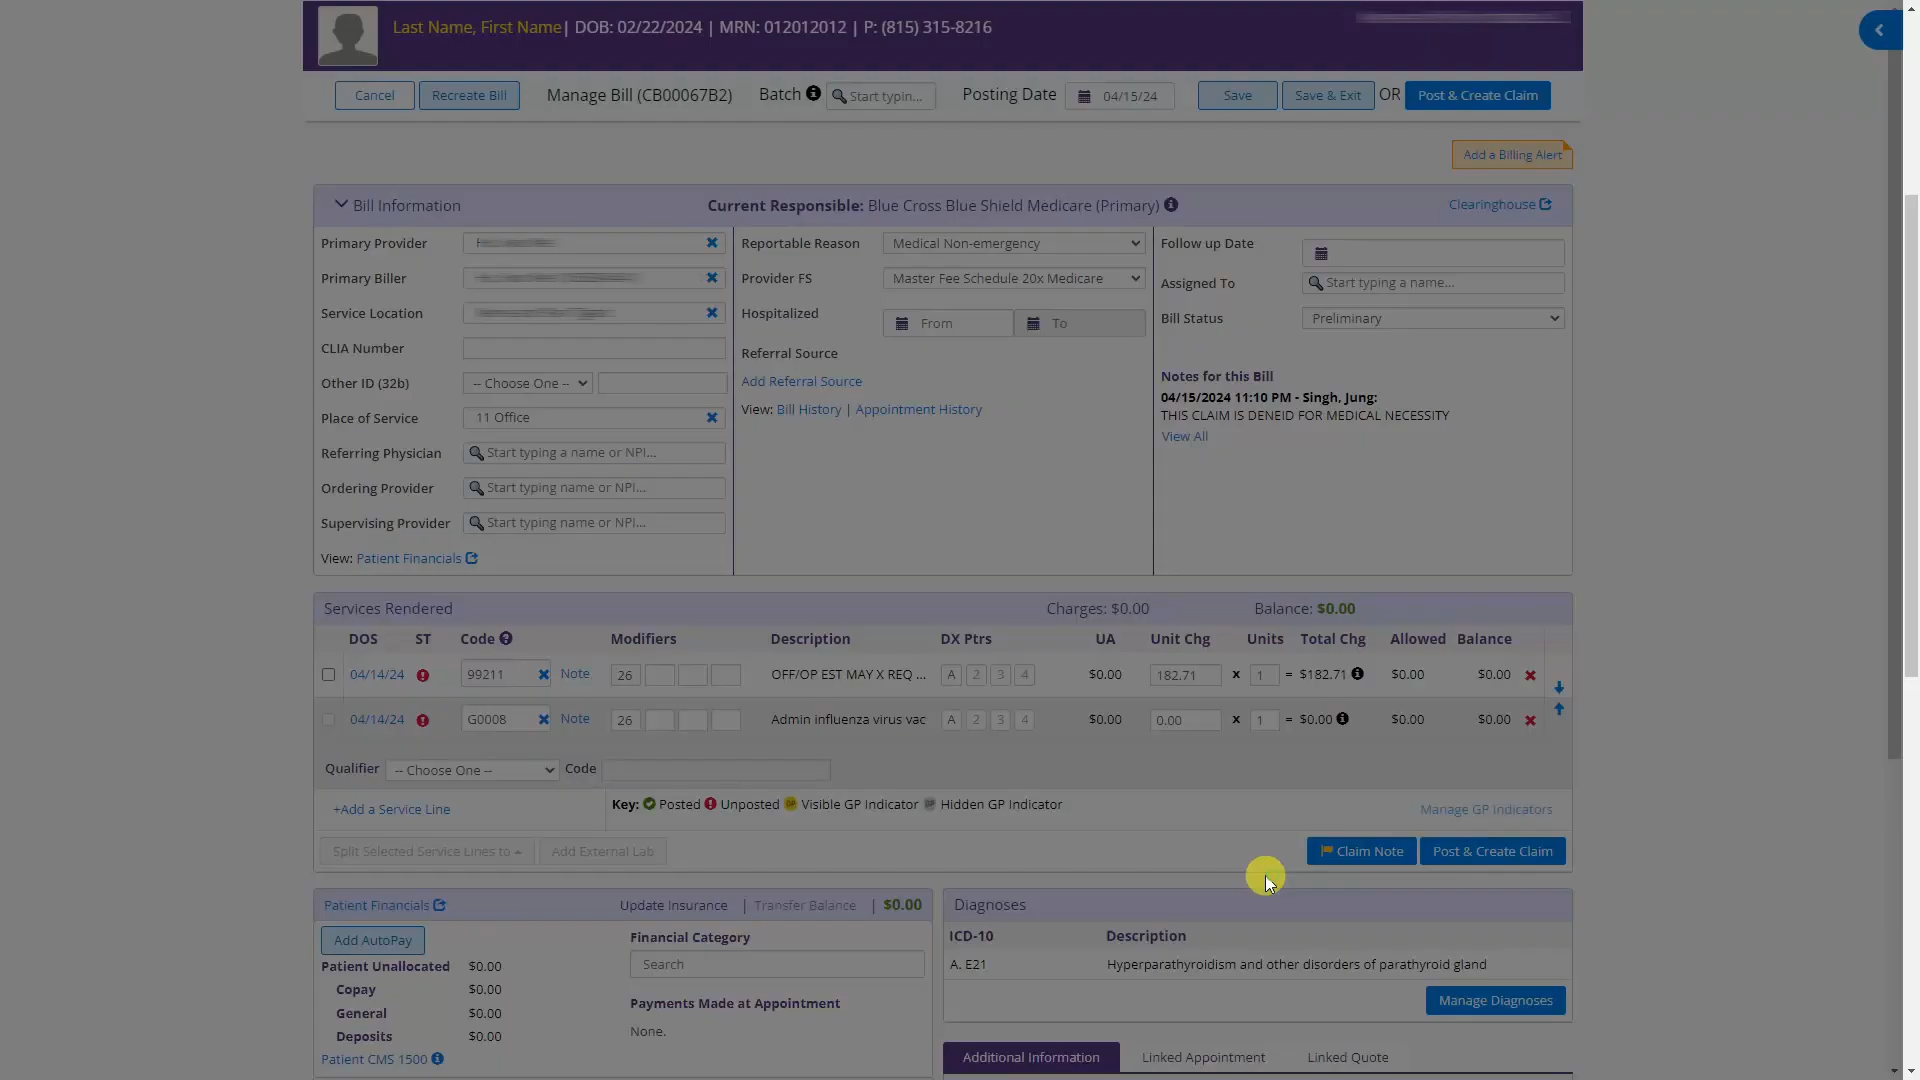 Last Name, First Name| DOB: 02/22/2024 | MRN: 012012012 | P: (815) 315-8216
Cancel Recreate Bill Manage Bill (CB00067B2) Batch Start typin... Posting Date 04/15/24 Save Save & Exit OR Post & Create Claim
Add a Billing Alert
Bill Information Current Responsible: Blue Cross Blue Shield Medicare (Primary) Clearinghouse
Primary Provider
Primary Biller
Service Location
CLIA Number
Other ID (32b) -- Choose One --
Place of Service 11 Office
Referring Physician Start typing a name or NPI...
Ordering Provider Start typing name or NPI...
Supervising Provider Start typing name or NPI...
View: Patient Financials
Reportable Reason Medical Non-emergency
Provider FS Master Fee Schedule 20x Medicare
Hospitalized From To
Referral Source
Add Referral Source
View: Bill History | Appointment History
Follow up Date
Assigned To Start typing a name...
Bill Status Preliminary
Notes for this Bill
04/15/2024 11:10 PM - Singh, Jung:
THIS CLAIM IS DENEID FOR MEDICAL NECESSITY
View All
Services Rendered Charges: $0.00 Balance: $0.00
DOS ST Code Modifiers Description DX Ptrs UA Unit Chg Units Total Chg Allowed Balance
04/14/24 99211 Note 26 OFF/OP EST MAY X REQ ... A 2 3 4 $0.00 182.71 x 1 = $182.71 $0.00 $0.00
04/14/24 G0008 Note 26 Admin influenza virus vac A 2 3 4 $0.00 0.00 x 1 = $0.00 $0.00 $0.00
Qualifier -- Choose One -- Code
+Add a Service Line Key: Posted Unposted GP Visible GP Indicator GP Hidden GP Indicator Manage GP Indicators
Split Selected Service Lines to Add External Lab Claim Note Post & Create Claim
Patient Financials Update Insurance | Transfer Balance | $0.00
Add AutoPay
Patient Unallocated $0.00
Copay $0.00
General $0.00
Deposits $0.00
Patient CMS 1500
Financial Category
Search
Payments Made at Appointment
None.
Diagnoses
ICD-10 Description
A. E21 Hyperparathyroidism and other disorders of parathyroid gland
Manage Diagnoses
Additional Information Linked Appointment Linked Quote